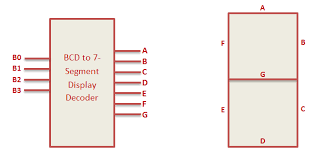 B0
B1
B2
B3
BCD to 7-
Segment
Display
Decoder
A
B
C
D
E
F
G
A
F
B
G
E
C
D